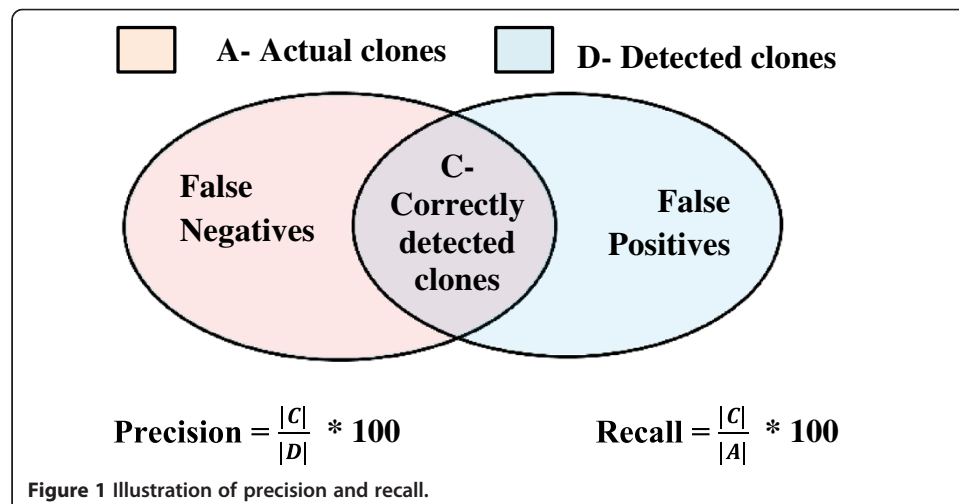 A- Actual clones
D- Detected clones
False
Negatives
C-
Correctly
detected
clones
False
Positives
Precision = |C| / |D| * 100
Recall = |C| / |A| * 100
Figure 1 Illustration of precision and recall.